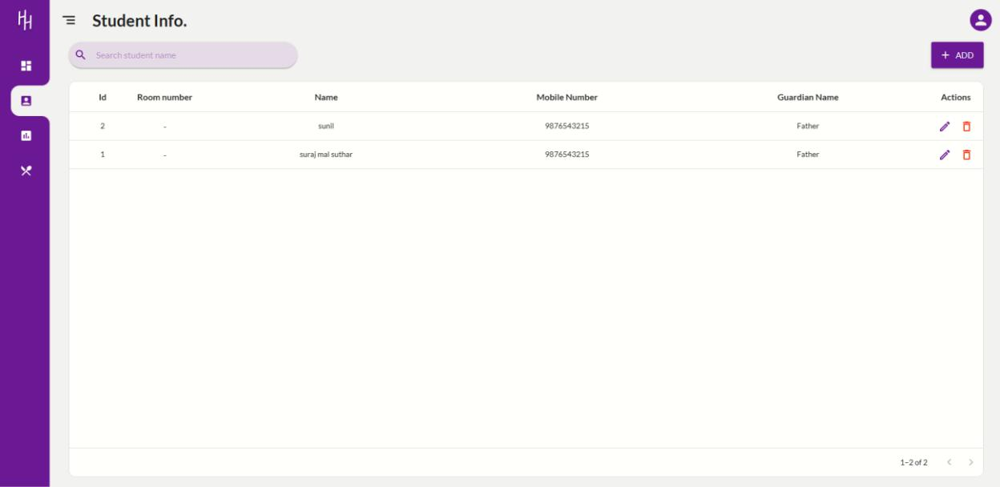 HH
Student Info.
Search student name
+ ADD
Id Room number Name Mobile Number Guardian Name Actions
2 - sunil 9876543215 Father
1 - suraj mal suthar 9876543215 Father
1-2 of 2